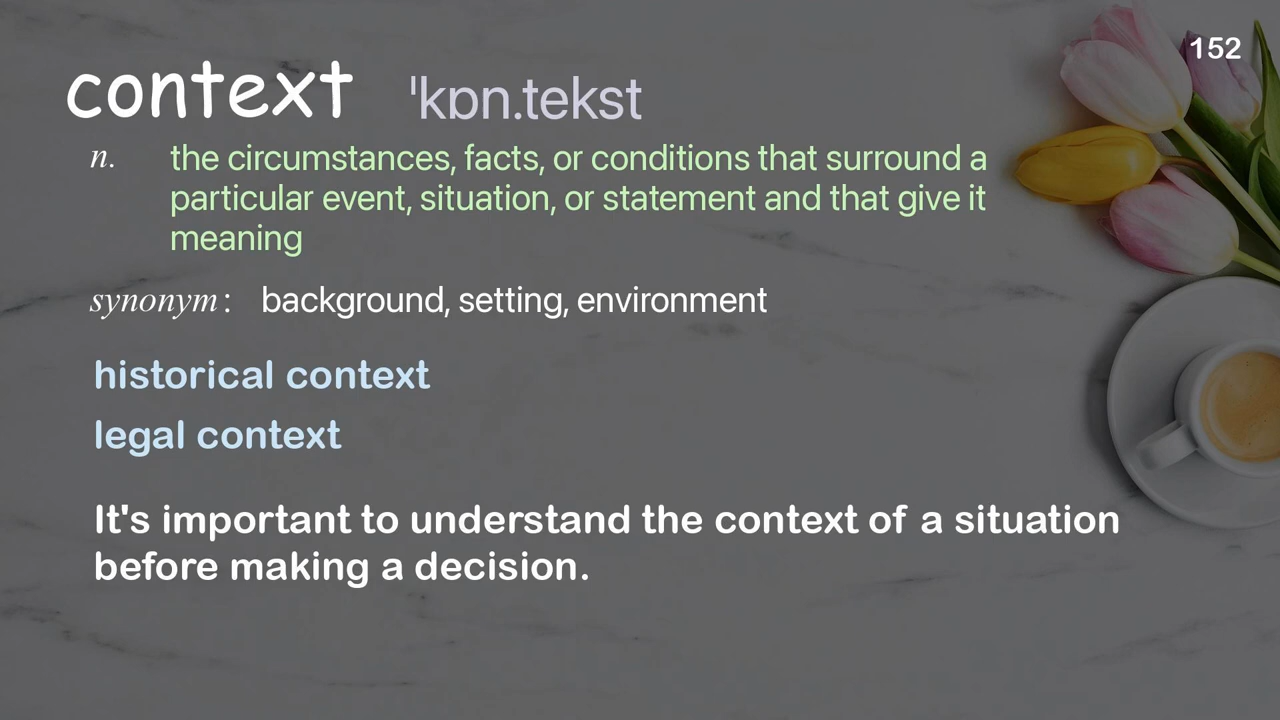 152
context ˈkɒn.tekst
n. the circumstances, facts, or conditions that surround a
particular event, situation, or statement and that give it
meaning
synonym: background, setting, environment
historical context
legal context
It's important to understand the context of a situation
before making a decision.